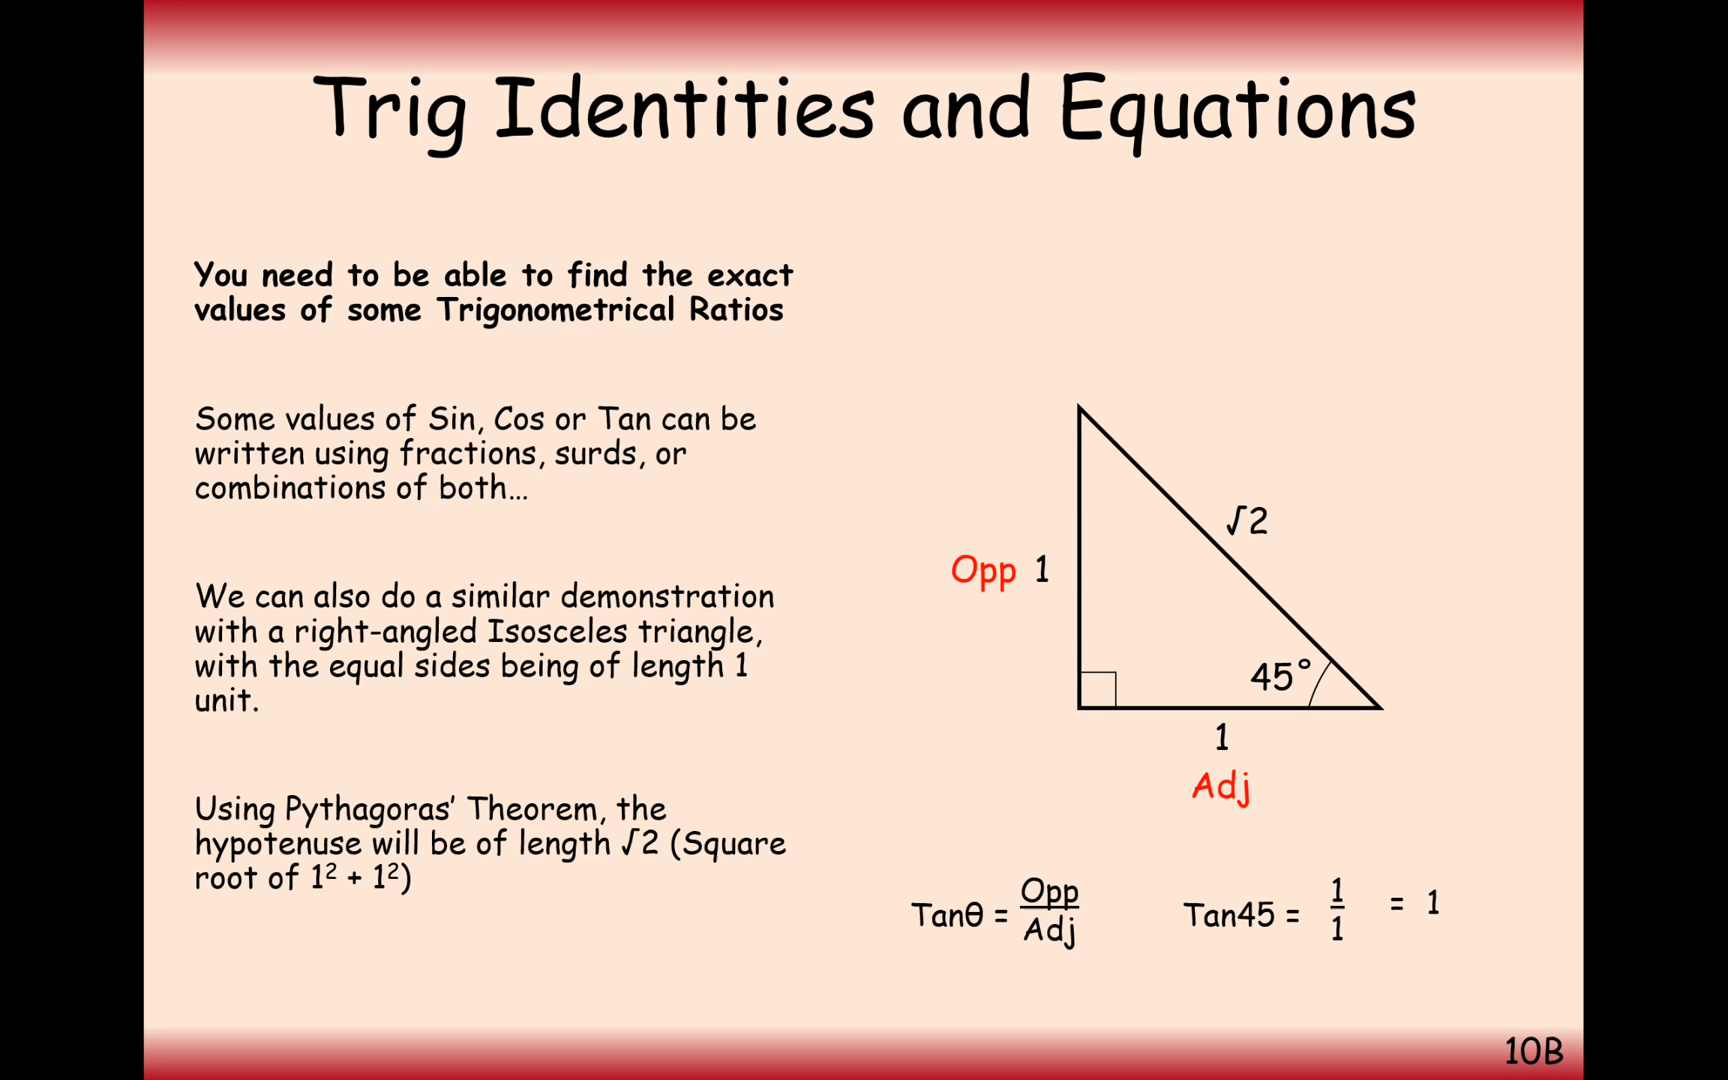 Trig Identities and Equations
You need to be able to find the exact
values of some Trigonometrical Ratios
Some values of Sin, Cos or Tan can be
written using fractions, surds, or
combinations of both…
We can also do a similar demonstration
with a right-angled Isosceles triangle,
with the equal sides being of length 1
unit.
Using Pythagoras’ Theorem, the
hypotenuse will be of length √2 (Square
root of 1² + 1²)
√2
Opp 1
45°
1
Adj
Tanθ = Opp/Adj
Tan45 = 1/1 = 1
10B